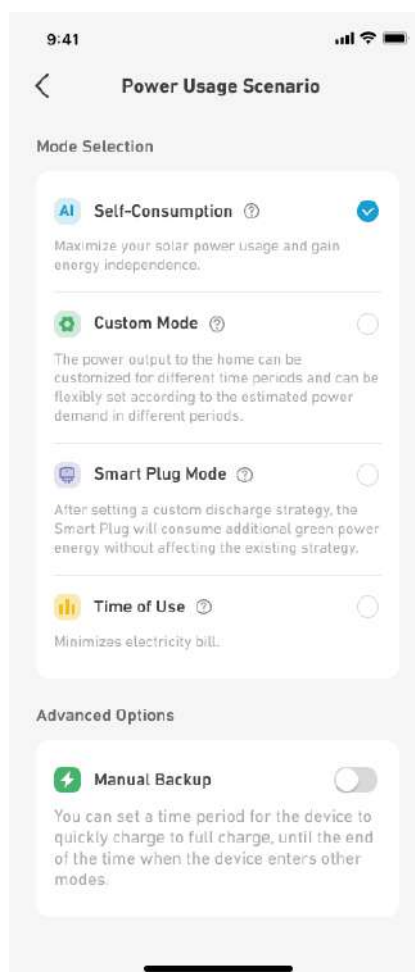 9:41
Power Usage Scenario
Mode Selection
AI Self-Consumption ?
Maximize your solar power usage and gain
energy independence.
Custom Mode ?
The power output to the home can be
customized for different time periods and can be
flexibly set according to the estimated power
demand in different periods.
Smart Plug Mode ?
After setting a custom discharge strategy, the
Smart Plug will consume additional green power
energy without affecting the existing strategy.
Time of Use ?
Minimizes electricity bill.
Advanced Options
Manual Backup
You can set a time period for the device to
quickly charge to full charge, until the end
of the time when the device enters other
modes.